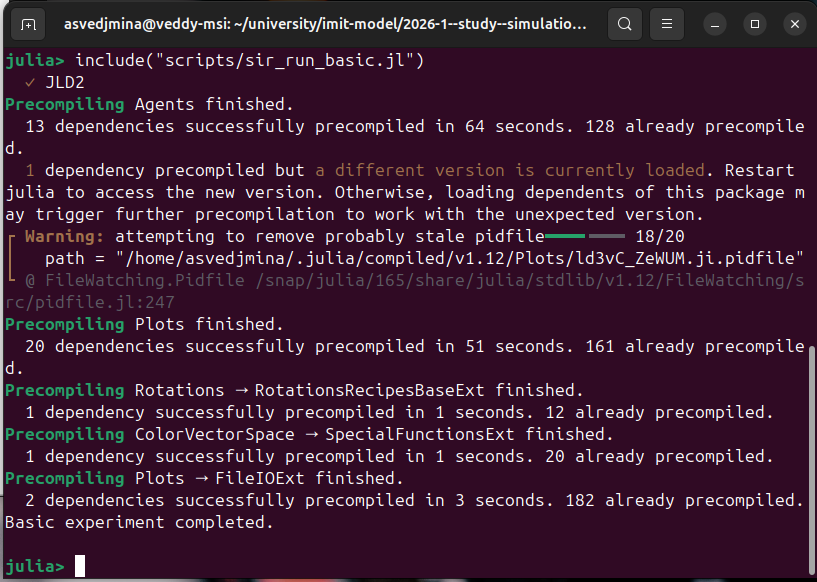 asvedjmina@veddy-msi: ~/university/imit-model/2026-1--study--simulatio...
julia> include("scripts/sir_run_basic.jl")
✓ JLD2
Precompiling Agents finished.
13 dependencies successfully precompiled in 64 seconds. 128 already precompile
d.
1 dependency precompiled but a different version is currently loaded. Restart
julia to access the new version. Otherwise, loading dependents of this package m
ay trigger further precompilation to work with the unexpected version.
Warning: attempting to remove probably stale pidfile 18/20
path = "/home/asvedjmina/.julia/compiled/v1.12/Plots/ld3vC_ZeWUM.ji.pidfile"
@ FileWatching.Pidfile /snap/julia/165/share/julia/stdlib/v1.12/FileWatching/s
rc/pidfile.jl:247
Precompiling Plots finished.
20 dependencies successfully precompiled in 51 seconds. 161 already precompile
d.
Precompiling Rotations → RotationsRecipesBaseExt finished.
1 dependency successfully precompiled in 1 seconds. 12 already precompiled.
Precompiling ColorVectorSpace → SpecialFunctionsExt finished.
1 dependency successfully precompiled in 1 seconds. 20 already precompiled.
Precompiling Plots → FileIOExt finished.
2 dependencies successfully precompiled in 3 seconds. 182 already precompiled.
Basic experiment completed.
julia>